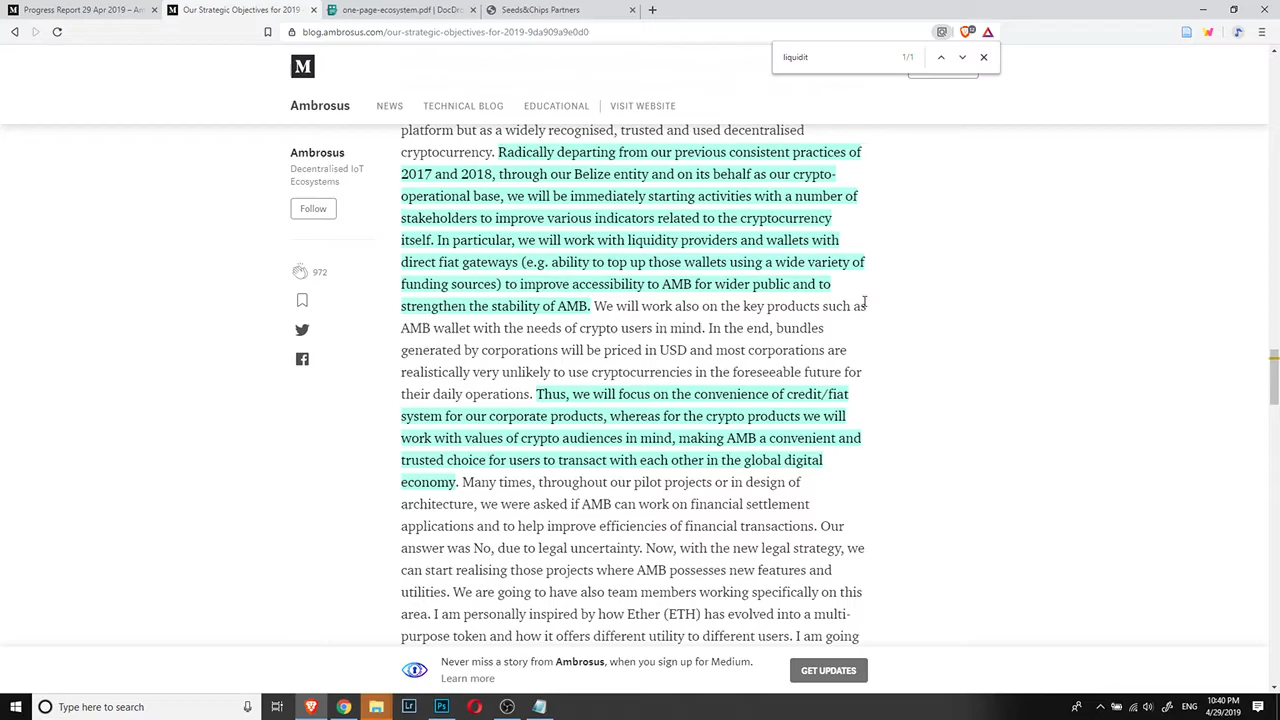 Progress Report 29 Apr 2019 – Am
Our Strategic Objectives for 2019
one-page-ecosystem.pdf | DocDro
Seeds&Chips Partners
blog.ambrosus.com/our-strategic-objectives-for-2019-9da909a9e0d0
liquidit
1/1
M
Ambrosus
NEWS
TECHNICAL BLOG
EDUCATIONAL
VISIT WEBSITE
Ambrosus
Decentralised IoT
Ecosystems
Follow
972
platform but as a widely recognised, trusted and used decentralised
cryptocurrency. Radically departing from our previous consistent practices of
2017 and 2018, through our Belize entity and on its behalf as our crypto-
operational base, we will be immediately starting activities with a number of
stakeholders to improve various indicators related to the cryptocurrency
itself. In particular, we will work with liquidity providers and wallets with
direct fiat gateways (e.g. ability to top up those wallets using a wide variety of
funding sources) to improve accessibility to AMB for wider public and to
strengthen the stability of AMB. We will work also on the key products such as
AMB wallet with the needs of crypto users in mind. In the end, bundles
generated by corporations will be priced in USD and most corporations are
realistically very unlikely to use cryptocurrencies in the foreseeable future for
their daily operations. Thus, we will focus on the convenience of credit/fiat
system for our corporate products, whereas for the crypto products we will
work with values of crypto audiences in mind, making AMB a convenient and
trusted choice for users to transact with each other in the global digital
economy. Many times, throughout our pilot projects or in design of
architecture, we were asked if AMB can work on financial settlement
applications and to help improve efficiencies of financial transactions. Our
answer was No, due to legal uncertainty. Now, with the new legal strategy, we
can start realising those projects where AMB possesses new features and
utilities. We are going to have also team members working specifically on this
area. I am personally inspired by how Ether (ETH) has evolved into a multi-
purpose token and how it offers different utility to different users. I am going
Never miss a story from Ambrosus, when you sign up for Medium.
Learn more
GET UPDATES
Type here to search
10:40 PM
4/29/2019